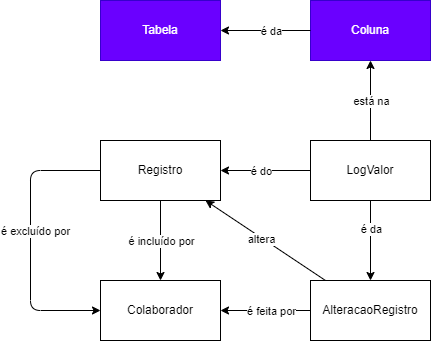 Tabela
é da
Coluna
está na
Registro
é do
LogValor
é excluído por
é incluído por
altera
é da
Colaborador
é feita por
AlteracaoRegistro